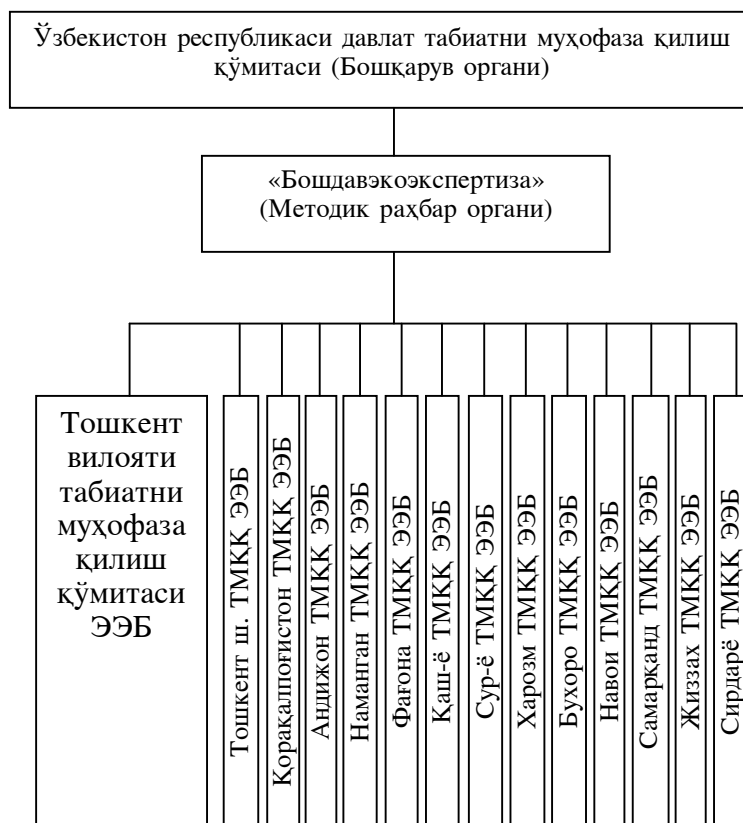 Ўзбекистон республикаси давлат табиатни муҳофаза қилиш
қўмитаси (Бошқарув органи)
«Бошдавэкоэкспертиза»
(Методик раҳбар органи)
Тошкент
вилояти
табиатни
муҳофаза
қилиш
қўмитаси
ЭЭБ
Тошкент ш. ТМҚҚ ЭЭБ
Қорақалпоғистон ТМҚҚ ЭЭБ
Андижон ТМҚҚ ЭЭБ
Наманган ТМҚҚ ЭЭБ
Фағона ТМҚҚ ЭЭБ
Қаш-ё ТМҚҚ ЭЭБ
Сур-ё ТМҚҚ ЭЭБ
Харозм ТМҚҚ ЭЭБ
Бухоро ТМҚҚ ЭЭБ
Навои ТМҚҚ ЭЭБ
Самарқанд ТМҚҚ ЭЭБ
Жиззах ТМҚҚ ЭЭБ
Сирдарё ТМҚҚ ЭЭБ